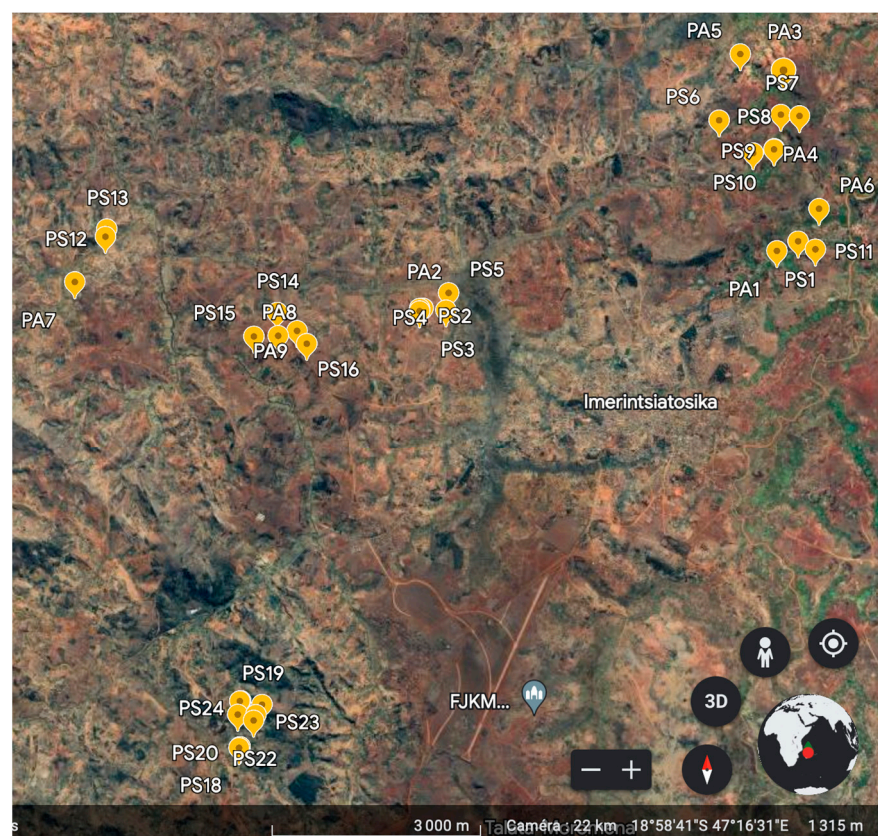 PA5
PA3
PS7
PS6
PS8
PS9
PA4
PS10
PA6
PS13
PS12
PS11
PS1
PA1
PA7
PS14
PA2
PS5
PS15
PA8
PS4
PS2
PA9
PS3
PS16
Imerintsiatosika
PS19
PS24
PS23
PS20
PS22
PS18
FJKM...
3D
s
3 000 m
Caméra : 22 km
18°58'41"S 47°16'31"E
1 315 m